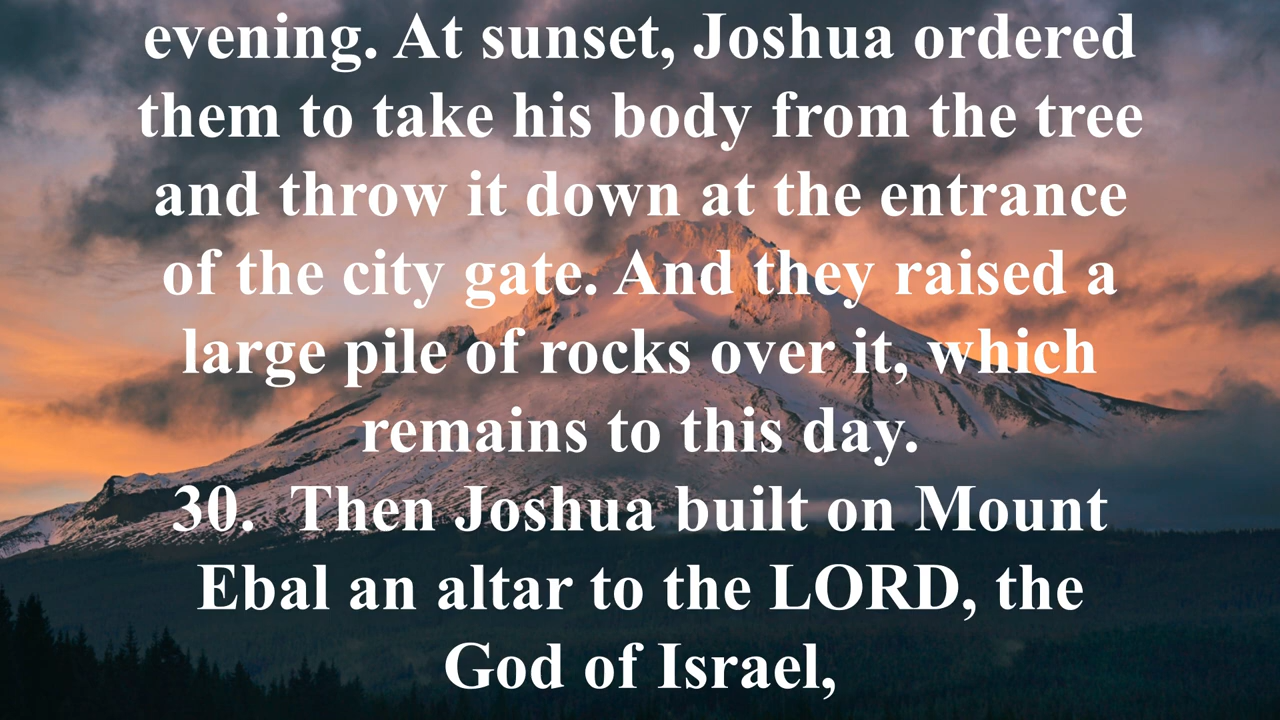 evening. At sunset, Joshua ordered
them to take his body from the tree
and throw it down at the entrance
of the city gate. And they raised a
large pile of rocks over it, which
remains to this day.
30.  Then Joshua built on Mount
Ebal an altar to the LORD, the
God of Israel,